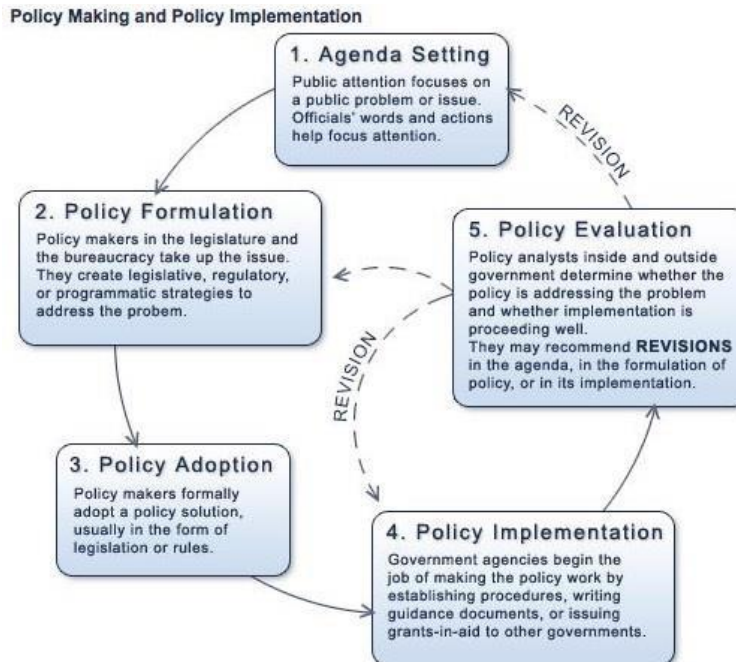 Policy Making and Policy Implementation
1. Agenda Setting
Public attention focuses on
a public problem or issue.
Officials' words and actions
help focus attention.
REVISION
2. Policy Formulation
Policy makers in the legislature and
the bureaucracy take up the issue.
They create legislative, regulatory,
or programmatic strategies to
address the probem.
5. Policy Evaluation
Policy analysts inside and outside
government determine whether the
policy is addressing the problem
and whether implementation is
proceeding well.
They may recommend REVISIONS
in the agenda, in the formulation of
policy, or in its implementation.
REVISION
3. Policy Adoption
Policy makers formally
adopt a policy solution,
usually in the form of
legislation or rules.
4. Policy Implementation
Government agencies begin the
job of making the policy work by
establishing procedures, writing
guidance documents, or issuing
grants-in-aid to other governments.